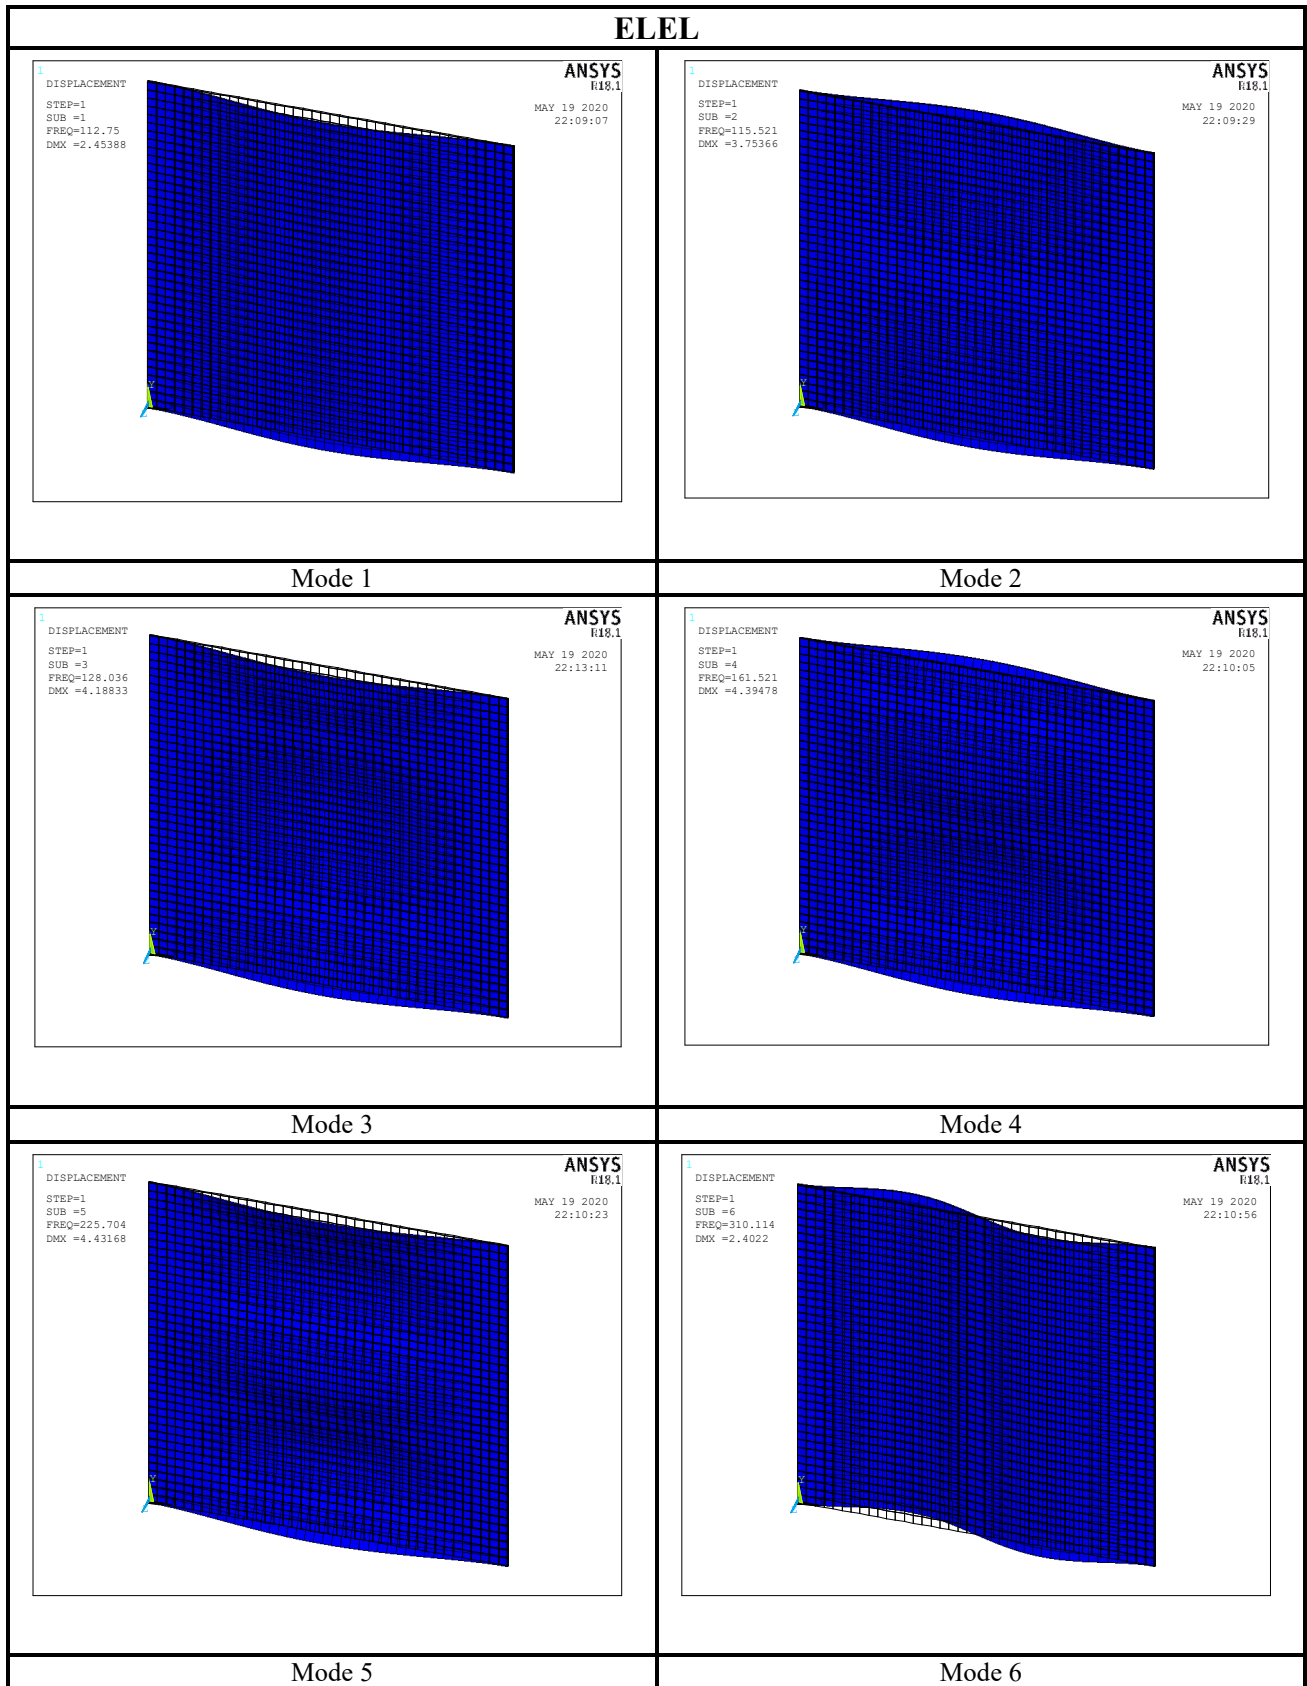 ELEL
1
DISPLACEMENT
STEP=1
SUB =1
FREQ=112.75
DMX =2.45388
ANSYS
R18.1
MAY 19 2020
22:09:07
Y
Z
1
DISPLACEMENT
STEP=1
SUB =2
FREQ=115.521
DMX =3.75366
ANSYS
R18.1
MAY 19 2020
22:09:29
Y
Z
Mode 1
Mode 2
1
DISPLACEMENT
STEP=1
SUB =3
FREQ=128.036
DMX =4.18833
ANSYS
R18.1
MAY 19 2020
22:13:11
Y
Z
1
DISPLACEMENT
STEP=1
SUB =4
FREQ=161.521
DMX =4.39478
ANSYS
R18.1
MAY 19 2020
22:10:05
Y
Z
Mode 3
Mode 4
1
DISPLACEMENT
STEP=1
SUB =5
FREQ=225.704
DMX =4.43168
ANSYS
R18.1
MAY 19 2020
22:10:23
Y
Z
1
DISPLACEMENT
STEP=1
SUB =6
FREQ=310.114
DMX =2.4022
ANSYS
R18.1
MAY 19 2020
22:10:56
Y
Z
Mode 5
Mode 6